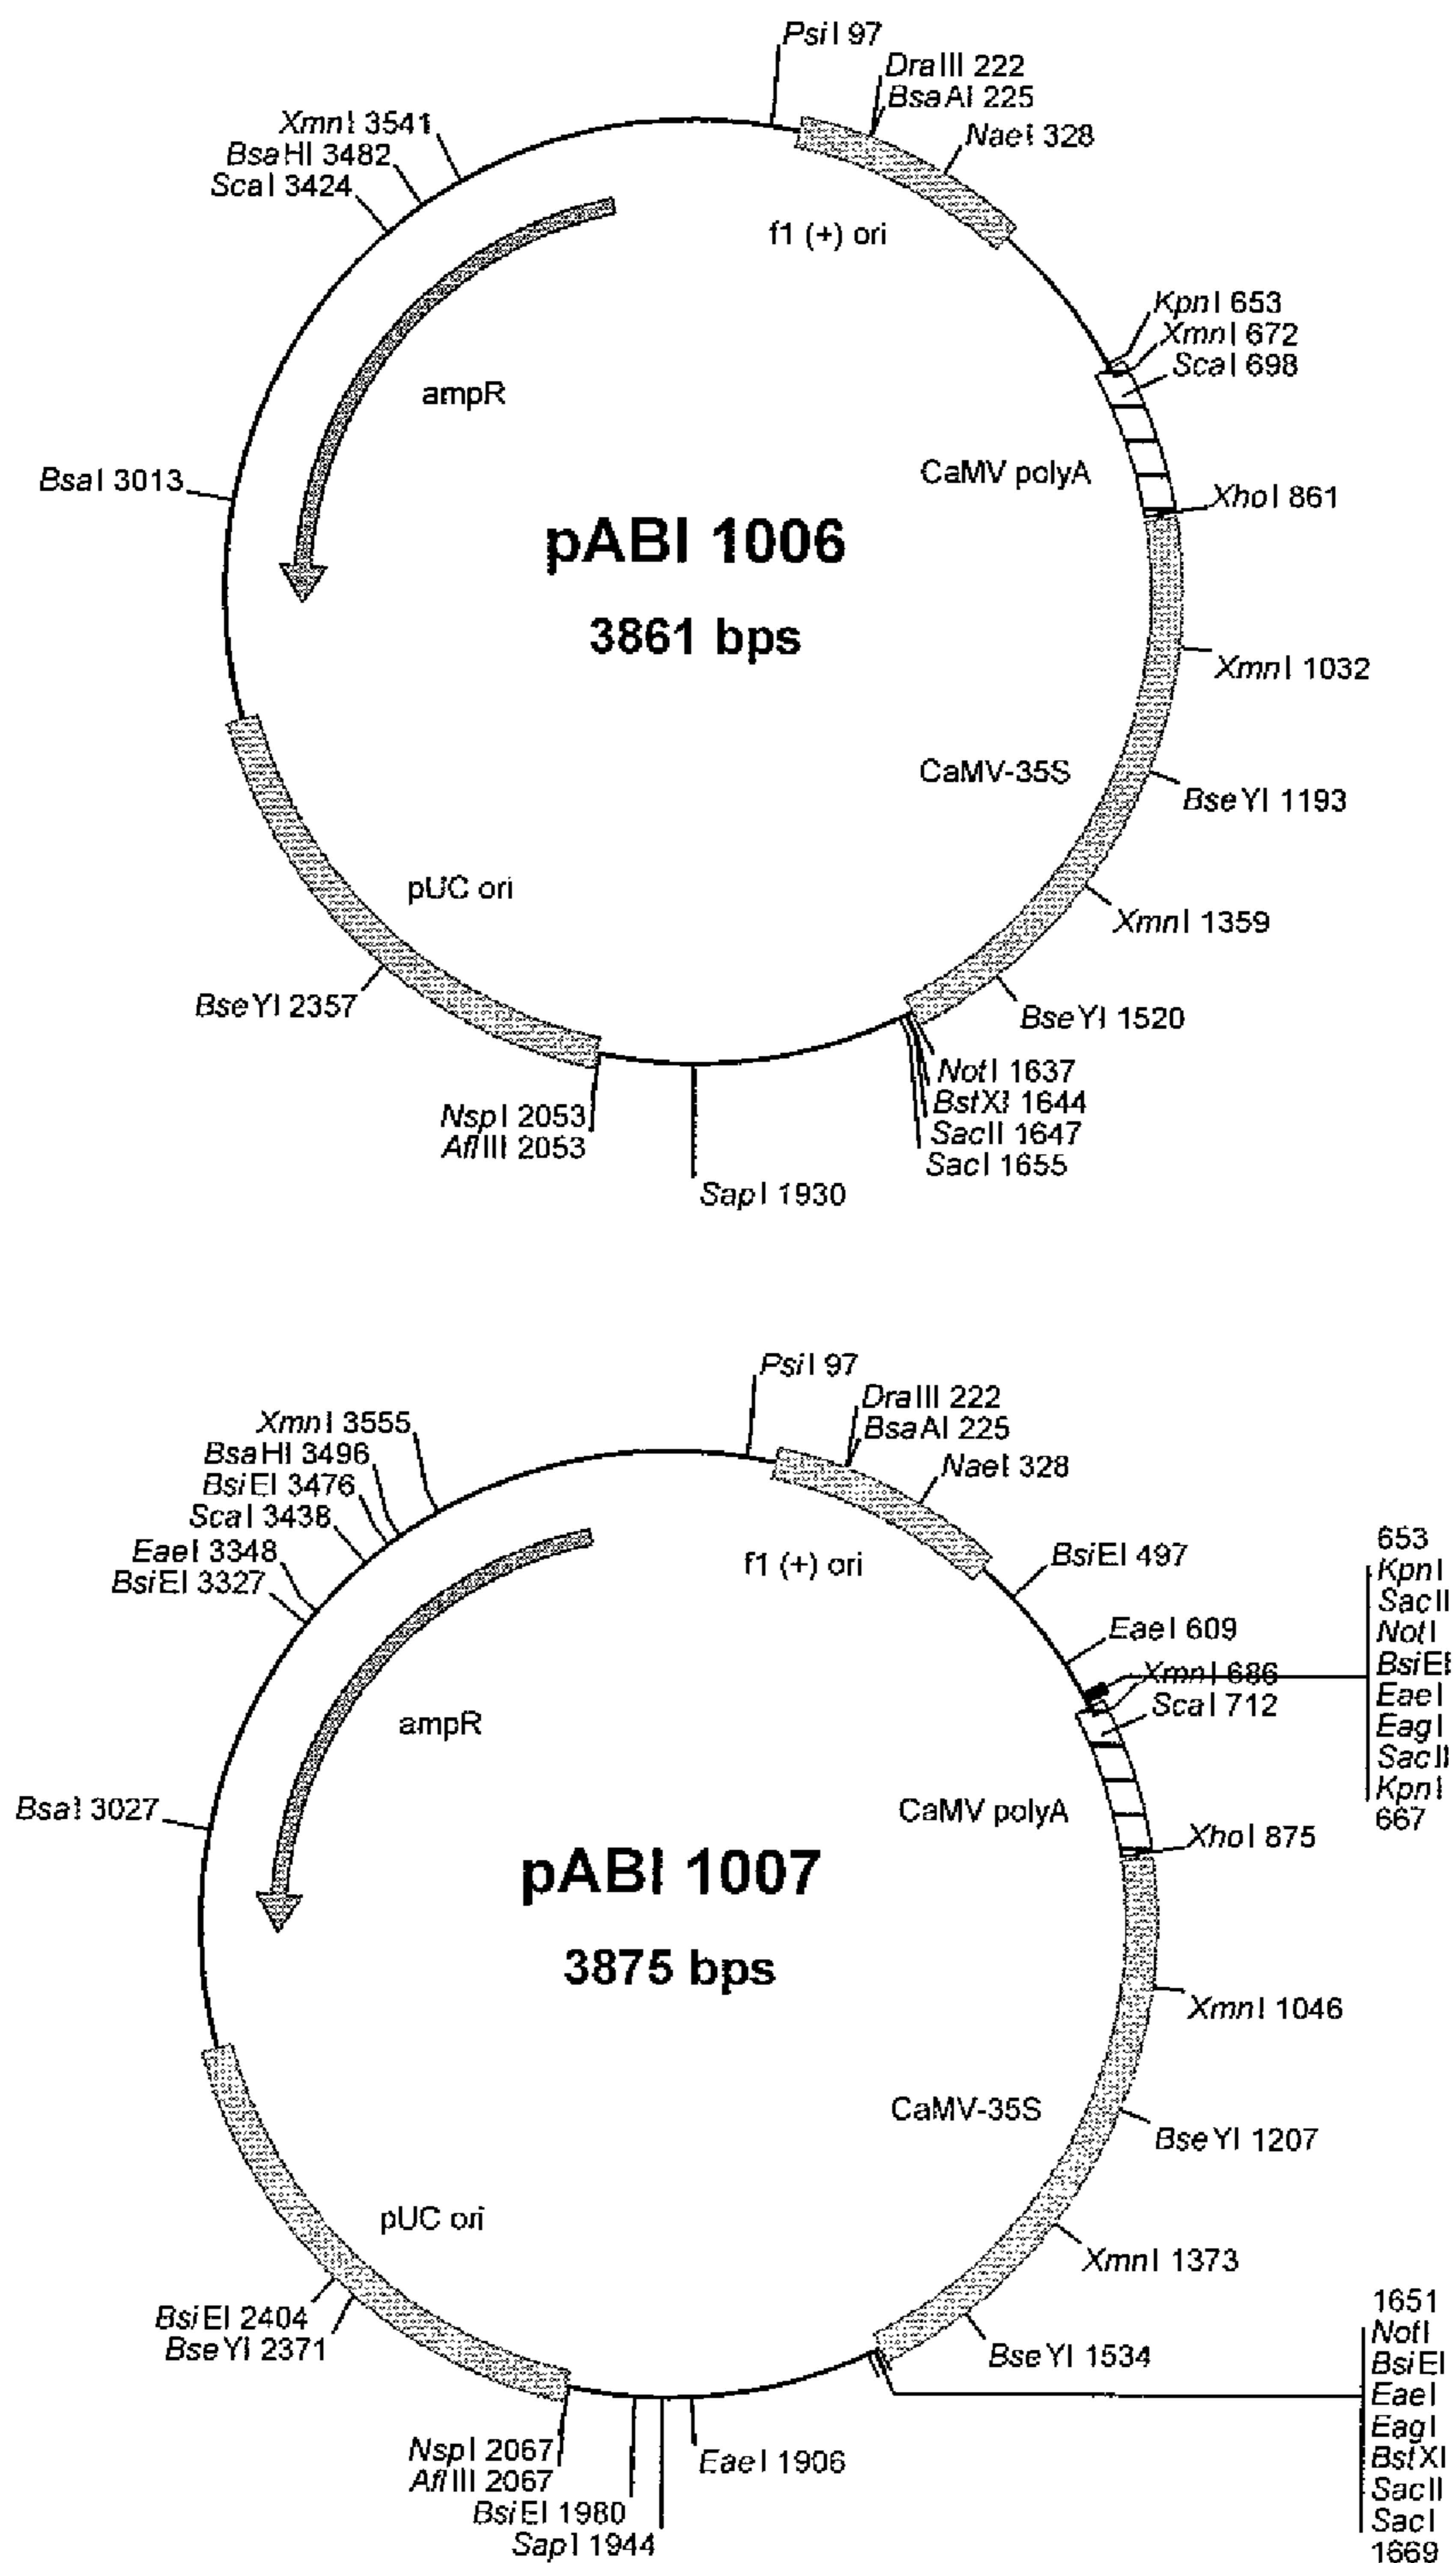 PsiI 97
DraIII 222
BsaAI 225
NaeI 328
XmnI 3541
BsaHI 3482
ScaI 3424
f1 (+) ori
KpnI 653
XmnI 672
ScaI 698
ampR
CaMV polyA
BsaI 3013
XhoI 861
pABI 1006
3861 bps
XmnI 1032
CaMV-35S
BseYI 1193
pUC ori
XmnI 1359
BseYI 2357
BseYI 1520
NotI 1637
BstXI 1644
SacII 1647
SacI 1655
NspI 2053
AflIII 2053
SapI 1930
PsiI 97
DraIII 222
BsaAI 225
NaeI 328
XmnI 3555
BsaHI 3496
BsiEI 3476
ScaI 3438
EaeI 3348
BsiEI 3327
f1 (+) ori
BsiEI 497
EaeI 609
XmnI 686
ScaI 712
653
KpnI
SacII
NotI
BsiEI
EaeI
EagI
SacII
KpnI
667
ampR
CaMV polyA
BsaI 3027
XhoI 875
pABI 1007
3875 bps
XmnI 1046
CaMV-35S
BseYI 1207
pUC ori
XmnI 1373
BsiEI 2404
BseYI 2371
BseYI 1534
1651
NotI
BsiEI
EaeI
EagI
BstXI
SacII
SacI
1669
NspI 2067
AflIII 2067
EaeI 1906
BsiEI 1980
SapI 1944